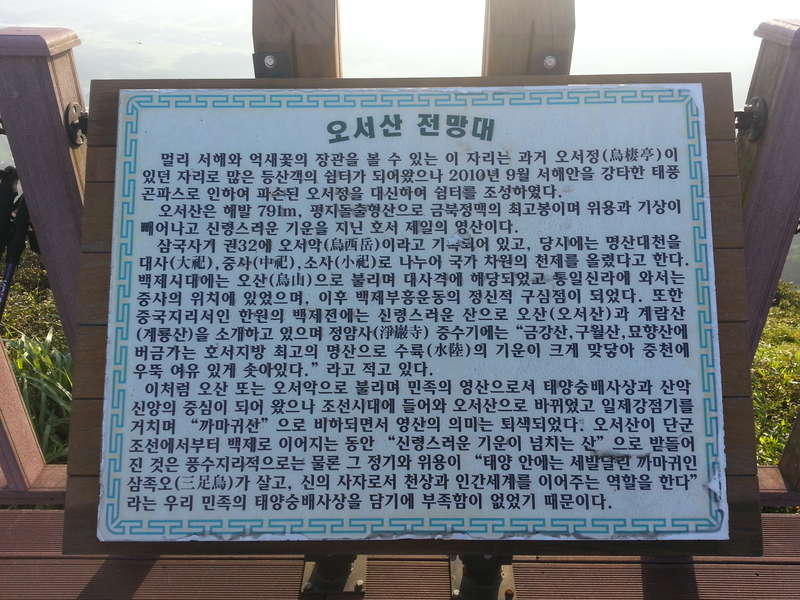 오서산 전망대
멀리 서해와 억새꽃의 장관을 볼 수 있는 이 자리는 과거 오서정(烏棲亭)이
있던 자리로 많은 등산객의 쉼터가 되어왔으나 2010년 9월 서해안을 강타한 태풍
곤파스로 인하여 파손된 오서정을 대신하여 쉼터를 조성하였다.
오서산은 해발 791m, 평지돌출형산으로 금북정맥의 최고봉이며 위용과 기상이
빼어나고 신령스러운 기운을 지닌 호서 제일의 영산이다.
삼국사기 권32에 오서악(烏西岳)이라고 기록되어 있고, 당시에는 명산대천을
대사(大祀),중사(中祀),소사(小祀)로 나누어 국가 차원의 천제를 올렸다고 한다.
백제시대에는 오산(烏山)으로 불리며 대사격에 해당되었고 통일신라에 와서는
중사의 위치에 있었으며, 이후 백제부흥운동의 정신적 구심점이 되었다. 또한
중국지리서인 한원의 백제전에는 신령스러운 산으로 오산(오서산)과 계람산
(계룡산)을 소개하고 있으며 정암사(淨巖寺) 중수기에는 “금강산,구월산,묘향산에
버금가는 호서지방 최고의 명산으로 수륙(水陸)의 기운이 크게 맞닿아 중천에
우뚝 여유 있게 솟아있다.” 라고 적고 있다.
이처럼 오산 또는 오서악으로 불리며 민족의 영산으로서 태양숭배사상과 산악
신앙의 중심이 되어 왔으나 조선시대에 들어와 오서산으로 바뀌었고 일제강점기를
거치며 “까마귀산”으로 비하되면서 영산의 의미는 퇴색되었다. 오서산이 단군
조선에서부터 백제로 이어지는 동안 “신령스러운 기운이 넘치는 산”으로 받들어
진 것은 풍수지리적으로는 물론 그 정기와 위용이 “태양 안에는 세발달린 까마귀인
삼족오(三足烏)가 살고, 신의 사자로서 천상과 인간세계를 이어주는 역할을 한다”
라는 우리 민족의 태양숭배사상을 담기에 부족함이 없었기 때문이다.